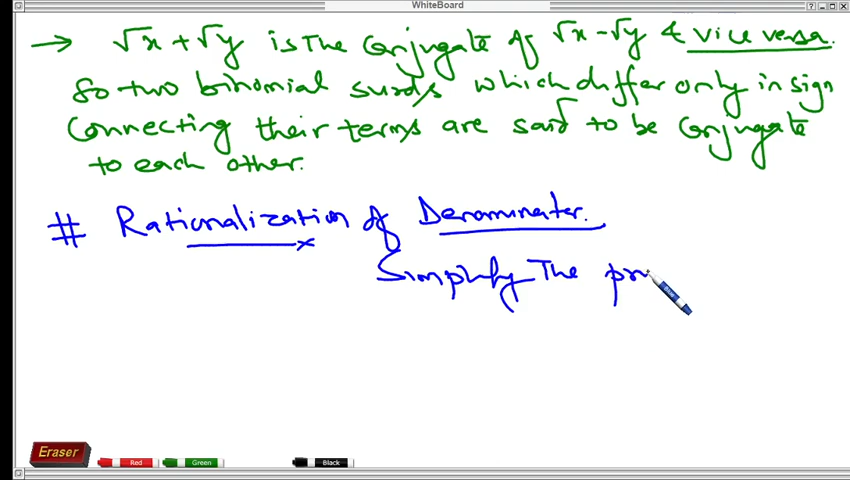 WhiteBoard
→ √x + √y is The Conjugate of √x - √y & vice versa.
So two binomial surds which differ only in sign
Connecting their terms are said to be Conjugate
to each other.
# Rationalization of Denominater.
Simplify The pr
Eraser
Red Green Black